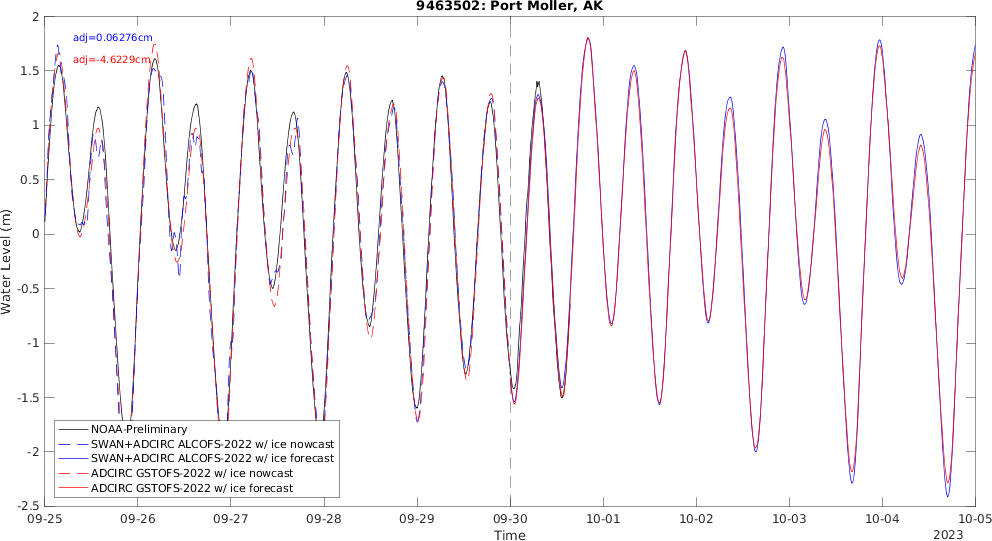 9463502: Port Moller, AK
adj=0.06276cm
adj=-4.6229cm
2
1.5
1
0.5
0
-0.5
-1
-1.5
-2
-2.5
Water Level (m)
NOAA-Preliminary
SWAN+ADCIRC ALCOFS-2022 w/ ice nowcast
SWAN+ADCIRC ALCOFS-2022 w/ ice forecast
ADCIRC GSTOFS-2022 w/ ice nowcast
ADCIRC GSTOFS-2022 w/ ice forecast
09-25 09-26 09-27 09-28 09-29 09-30 10-01 10-02 10-03 10-04 10-05
Time
2023